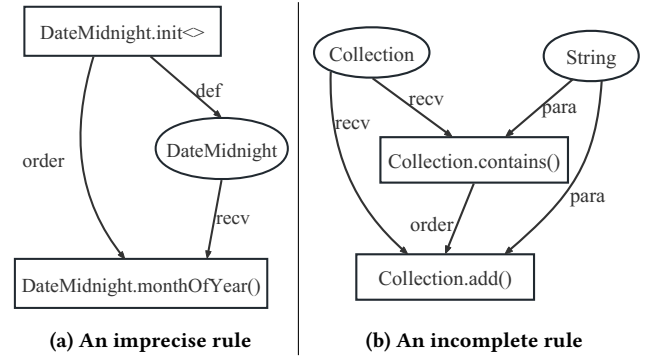 DateMidnight.init<>
def
DateMidnight
order
recv
DateMidnight.monthOfYear()
(a) An imprecise rule
Collection
String
recv
para
recv
Collection.contains()
para
order
Collection.add()
(b) An incomplete rule